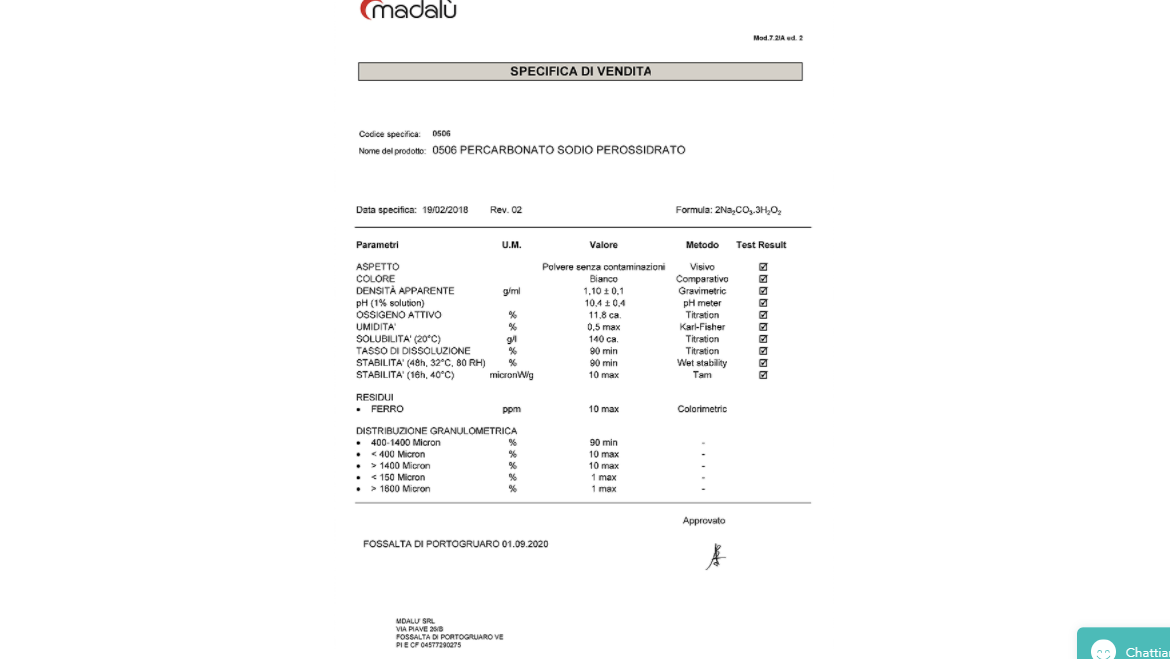 madalù
Mod.7.2/A ed. 2
SPECIFICA DI VENDITA
Codice specifica: 0506
Nome del prodotto: 0506 PERCARBONATO SODIO PEROSSIDRATO
Data specifica: 19/02/2018 Rev. 02 Formula: 2Na₂CO₃.3H₂O₂
Parametri U.M. Valore Metodo Test Result
ASPETTO Polvere senza contaminazioni Visivo ☑
COLORE Bianco Comparativo ☑
DENSITÀ APPARENTE g/ml 1,10 ± 0,1 Gravimetric ☑
pH (1% solution) 10,4 ± 0,4 pH meter ☑
OSSIGENO ATTIVO % 11,8 ca. Titration ☑
UMIDITA' % 0,5 max Karl-Fisher ☑
SOLUBILITA' (20°C) g/l 140 ca. Titration ☑
TASSO DI DISSOLUZIONE % 90 min Titration ☑
STABILITA' (48h, 32°C, 80 RH) % 90 min Wet stability ☑
STABILITA' (16h, 40°C) micronW/g 10 max Tam ☑
RESIDUI
• FERRO ppm 10 max Colorimetric
DISTRIBUZIONE GRANULOMETRICA
• 400-1400 Micron % 90 min -
• < 400 Micron % 10 max -
• > 1400 Micron % 10 max -
• < 150 Micron % 1 max -
• > 1600 Micron % 1 max -
Approvato
FOSSALTA DI PORTOGRUARO 01.09.2020
MDALU' SRL
VIA PIAVE 26/B
FOSSALTA DI PORTOGRUARO VE
PI E CF 04577290275
Chattia